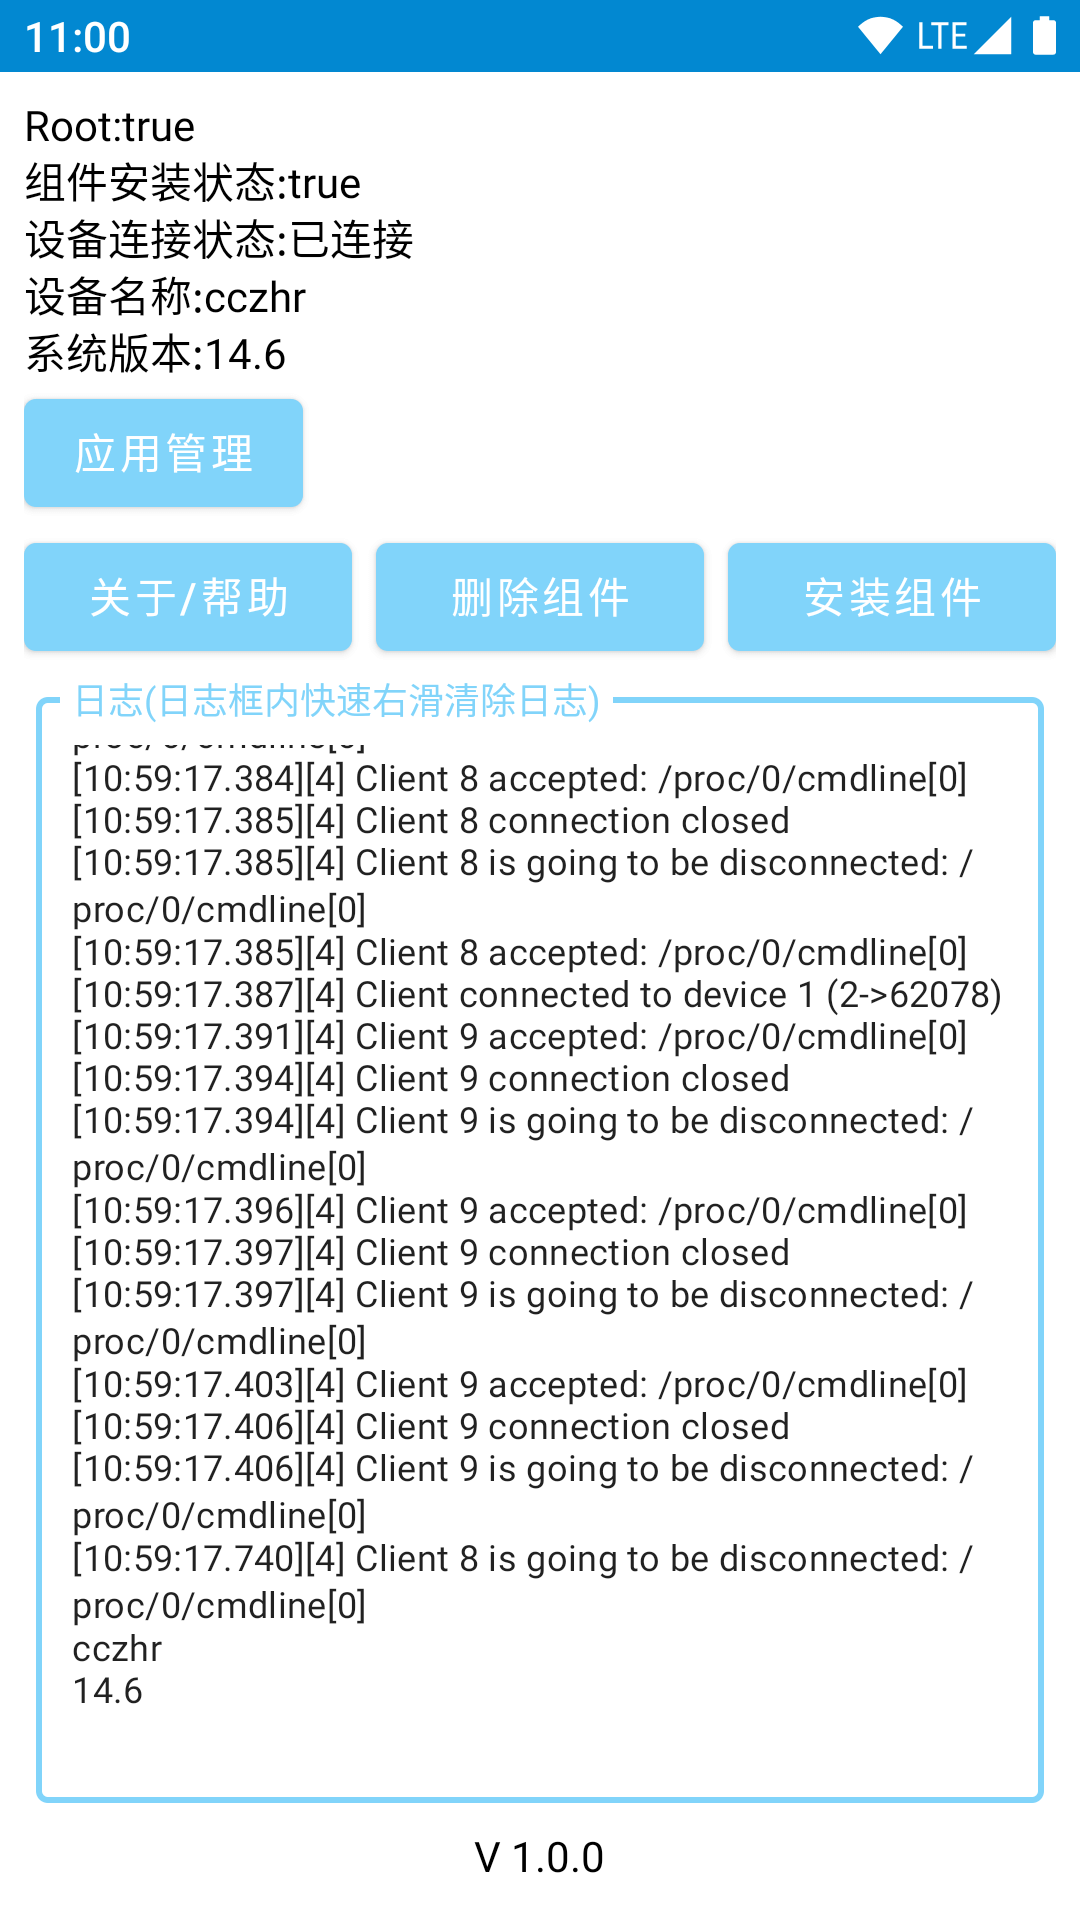 11:00
LTE
Root:true
组件安装状态:true
设备连接状态:已连接
设备名称:cczhr
系统版本:14.6
应用管理
关于/帮助
删除组件
安装组件
日志(日志框内快速右滑清除日志)
proc/0/cmdline[0]
[10:59:17.384][4] Client 8 accepted: /proc/0/cmdline[0]
[10:59:17.385][4] Client 8 connection closed
[10:59:17.385][4] Client 8 is going to be disconnected: /
proc/0/cmdline[0]
[10:59:17.385][4] Client 8 accepted: /proc/0/cmdline[0]
[10:59:17.387][4] Client connected to device 1 (2->62078)
[10:59:17.391][4] Client 9 accepted: /proc/0/cmdline[0]
[10:59:17.394][4] Client 9 connection closed
[10:59:17.394][4] Client 9 is going to be disconnected: /
proc/0/cmdline[0]
[10:59:17.396][4] Client 9 accepted: /proc/0/cmdline[0]
[10:59:17.397][4] Client 9 connection closed
[10:59:17.397][4] Client 9 is going to be disconnected: /
proc/0/cmdline[0]
[10:59:17.403][4] Client 9 accepted: /proc/0/cmdline[0]
[10:59:17.406][4] Client 9 connection closed
[10:59:17.406][4] Client 9 is going to be disconnected: /
proc/0/cmdline[0]
[10:59:17.740][4] Client 8 is going to be disconnected: /
proc/0/cmdline[0]
cczhr
14.6
V 1.0.0